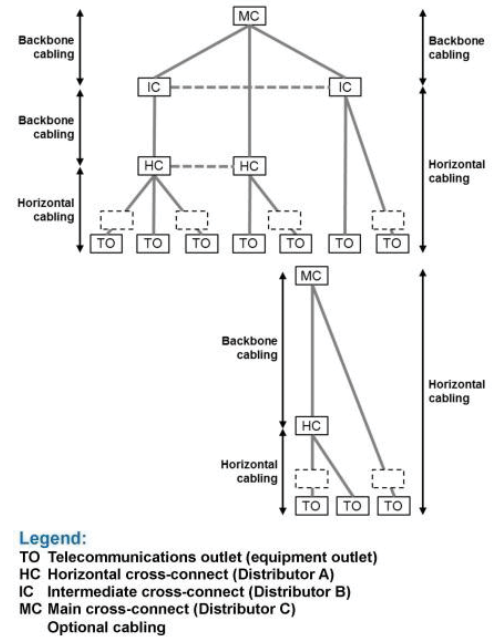 MC
Backbone
cabling
Backbone
cabling
IC
IC
Backbone
cabling
HC
HC
Horizontal
cabling
Horizontal
cabling
TO
TO
TO
TO
TO
TO
TO
MC
Backbone
cabling
Horizontal
cabling
HC
Horizontal
cabling
TO
TO
TO
Legend:
TO Telecommunications outlet (equipment outlet)
HC Horizontal cross-connect (Distributor A)
IC Intermediate cross-connect (Distributor B)
MC Main cross-connect (Distributor C)
Optional cabling